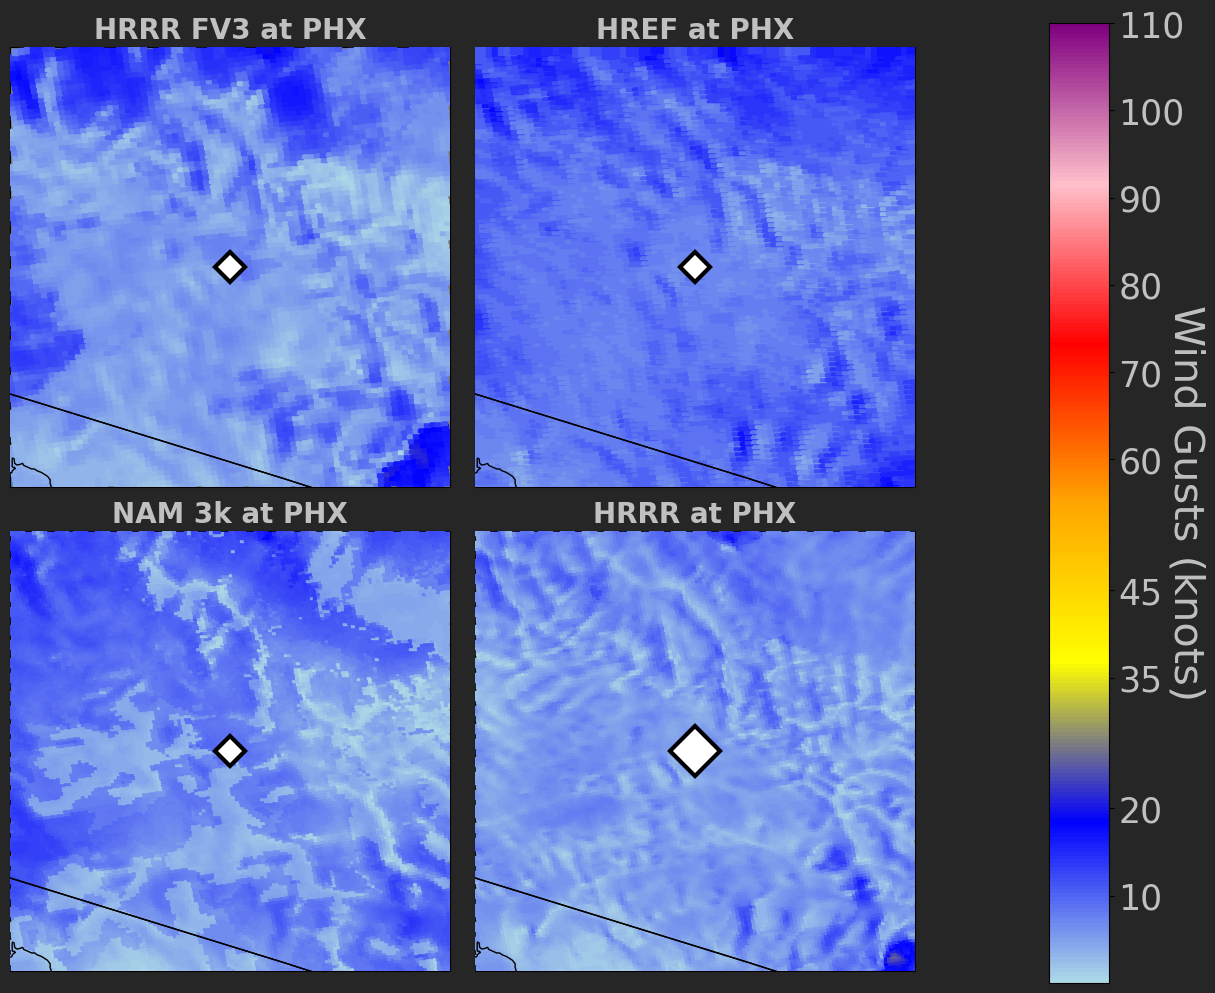 HRRR FV3 at PHX
HREF at PHX
NAM 3k at PHX
HRRR at PHX
110
100
90
80
70
60
45
35
20
10
Wind Gusts (knots)